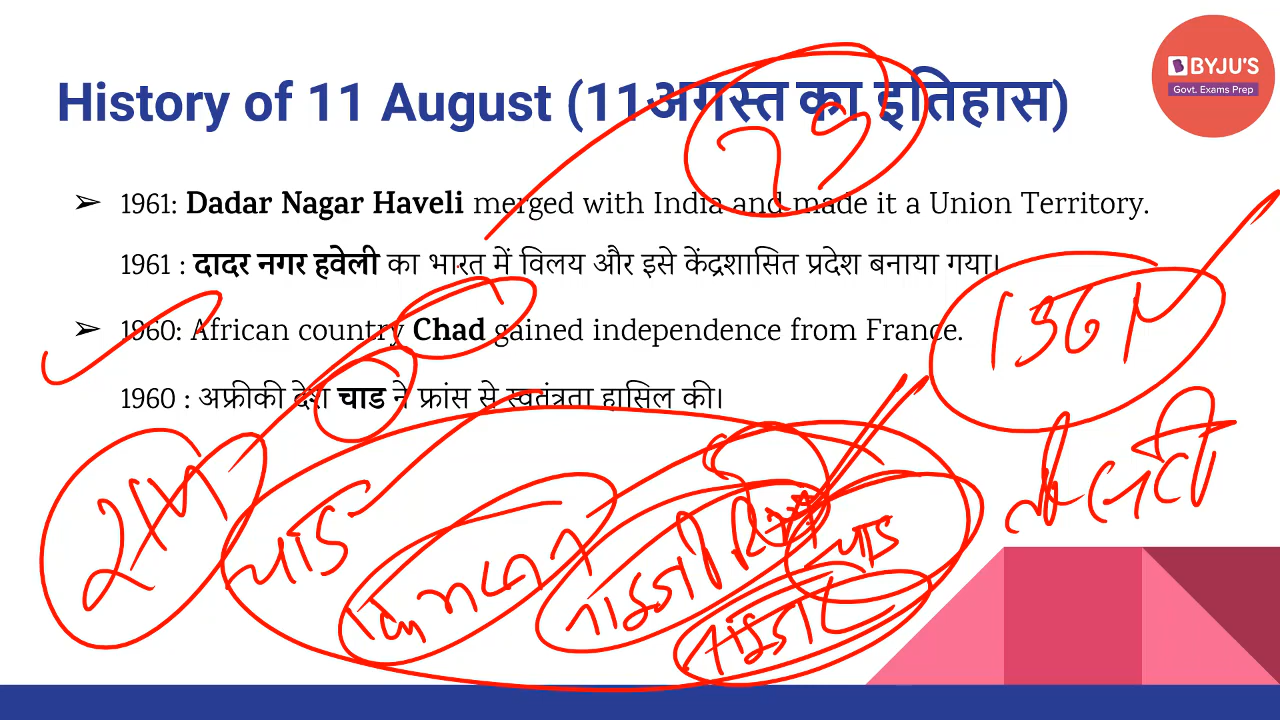 BYJU'S
Govt. Exams Prep
History of 11 August (11अगस्त का इतिहास)
➢ 1961: Dadar Nagar Haveli merged with India and made it a Union Territory.
1961 : दादर नगर हवेली का भारत में विलय और इसे केंद्रशासित प्रदेश बनाया गया।
➢ 1960: African country Chad gained independence from France.
1960 : अफ्रीकी देश चाड ने फ्रांस से स्वतंत्रता हासिल की।
चाड
चाड